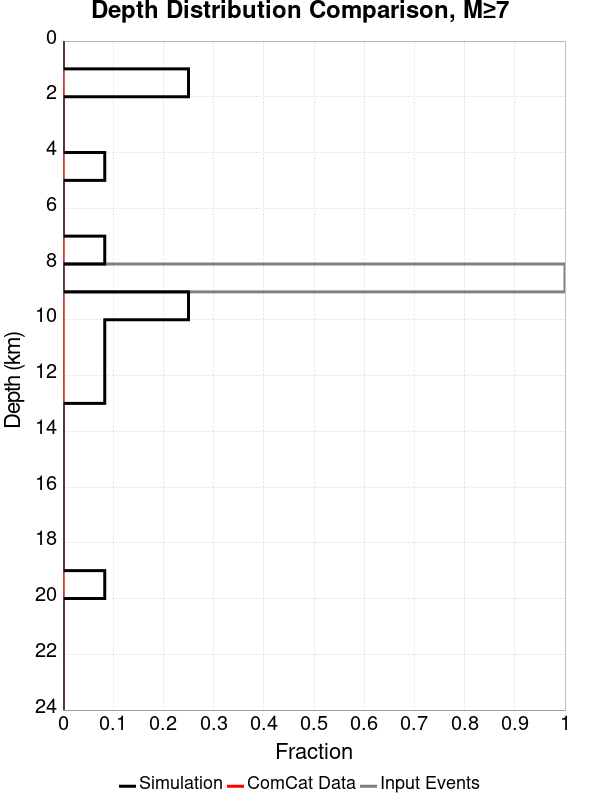 Depth Distribution Comparison, M≥7
0
2
4
6
8
10
12
14
16
18
20
22
24
Depth (km)
0 0.1 0.2 0.3 0.4 0.5 0.6 0.7 0.8 0.9 1
Fraction
Simulation ComCat Data Input Events